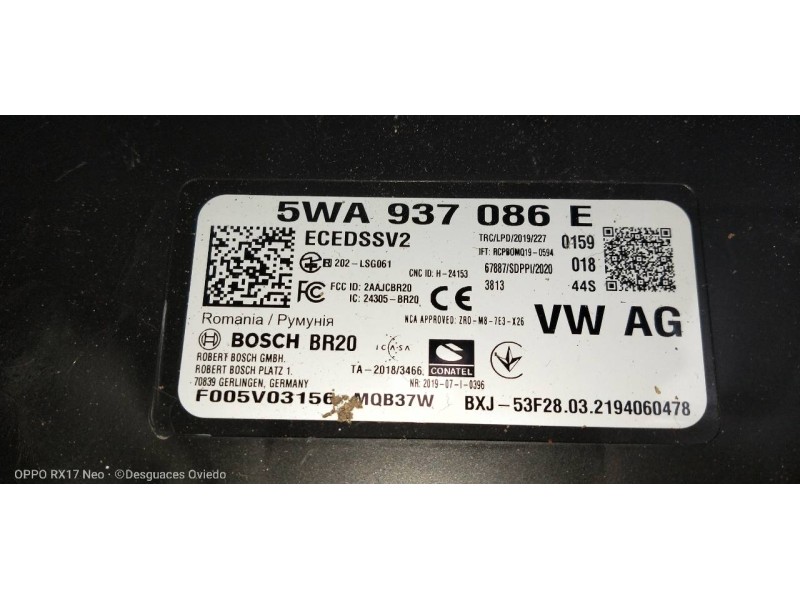 5WA 937 086 E
ECEDSSV2
TRC/LPD/2019/227
0159
IFT: RCPBOMQ19-0594
202-LSG061
CNC ID: H-24153
67887/SDPPI/2020
018
FCC ID: 2AAJCBR20
IC: 24305-BR20
CE
3813
44S
NCA APPROVED: ZRO-M8-7E3-X26
VW AG
Romania / Румунія
BOSCH BR20
ICASA
ROBERT BOSCH GMBH.
ROBERT BOSCH PLATZ 1.
TA-2018/3466
CONATEL
70839 GERLINGEN, GERMANY
NR: 2019-07-I-0396
F005V03156 MQB37W BXJ-53F28.03.2194060478
OPPO RX17 Neo · ©Desguaces Oviedo